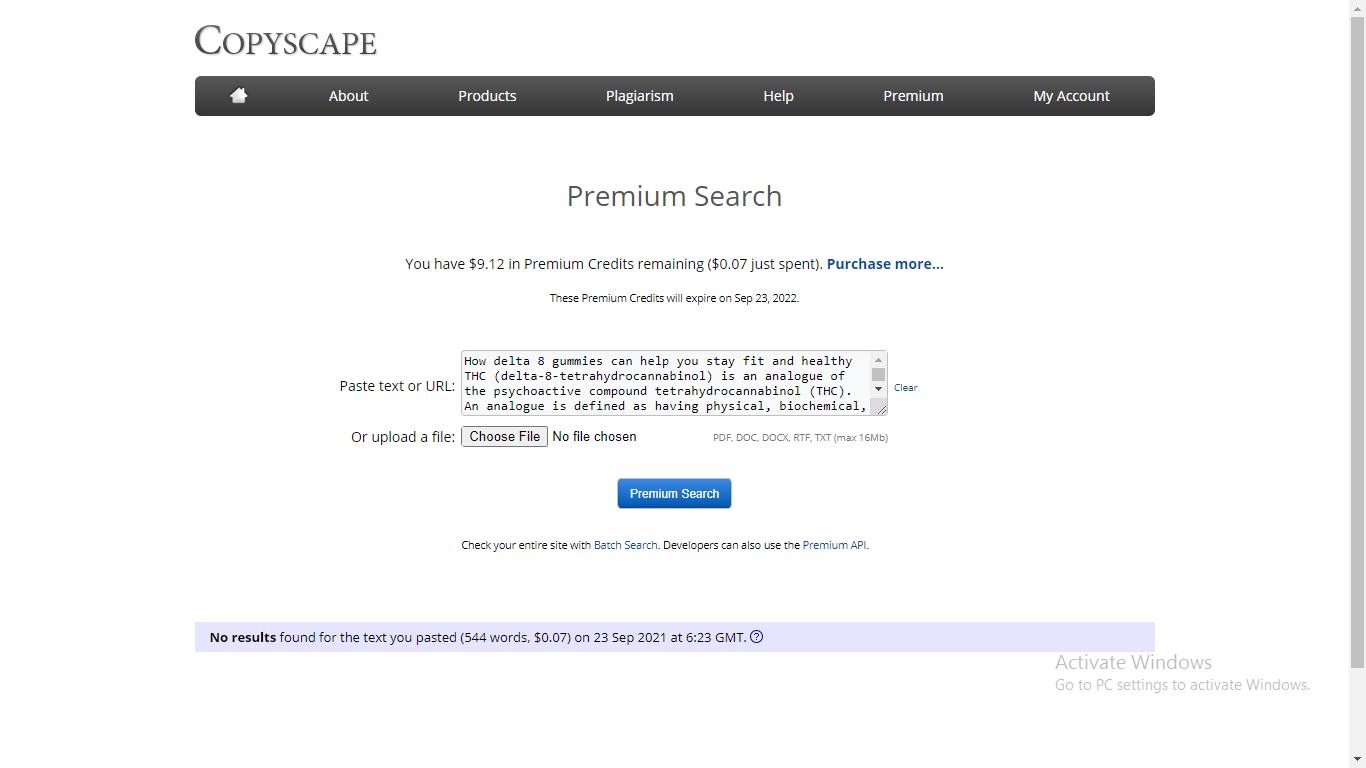 COPYSCAPE
About Products Plagiarism Help Premium My Account
Premium Search
You have $9.12 in Premium Credits remaining ($0.07 just spent). Purchase more...
These Premium Credits will expire on Sep 23, 2022.
Paste text or URL:
How delta 8 gummies can help you stay fit and healthy
THC (delta-8-tetrahydrocannabinol) is an analogue of
the psychoactive compound tetrahydrocannabinol (THC).
An analogue is defined as having physical, biochemical,
Clear
Or upload a file: Choose File No file chosen PDF, DOC, DOCX, RTF, TXT (max 16Mb)
Premium Search
Check your entire site with Batch Search. Developers can also use the Premium API.
No results found for the text you pasted (544 words, $0.07) on 23 Sep 2021 at 6:23 GMT. ?
Activate Windows
Go to PC settings to activate Windows.